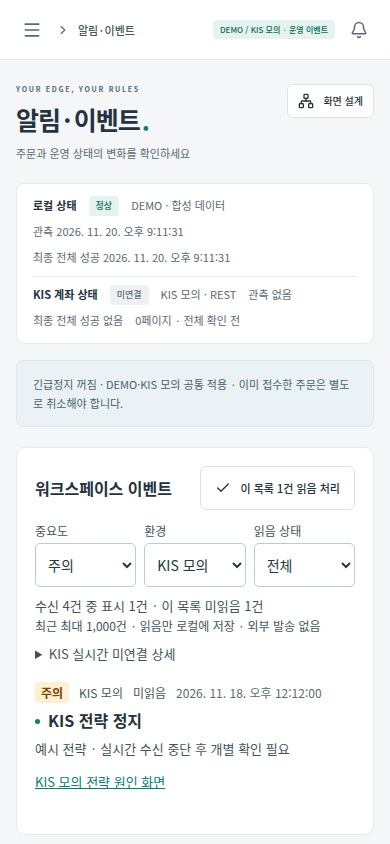 알림·이벤트
DEMO / KIS 모의 · 운영 이벤트
YOUR EDGE, YOUR RULES
알림·이벤트.
화면 설계
주문과 운영 상태의 변화를 확인하세요
로컬 상태 정상 DEMO · 합성 데이터
관측 2026. 11. 20. 오후 9:11:31
최종 전체 성공 2026. 11. 20. 오후 9:11:31
KIS 계좌 상태 미연결 KIS 모의 · REST 관측 없음
최종 전체 성공 없음 0페이지 · 전체 확인 전
긴급정지 꺼짐 · DEMO·KIS 모의 공통 적용 · 이미 접수한 주문은 별도
로 취소해야 합니다.
워크스페이스 이벤트
이 목록 1건 읽음 처리
중요도 환경 읽음 상태
주의 KIS 모의 전체
수신 4건 중 표시 1건 · 이 목록 미읽음 1건
최근 최대 1,000건 · 읽음만 로컬에 저장 · 외부 발송 없음
KIS 실시간 미연결 상세
주의 KIS 모의 미읽음 2026. 11. 18. 오후 12:12:00
KIS 전략 정지
예시 전략 · 실시간 수신 중단 후 개별 확인 필요
KIS 모의 전략 원인 화면